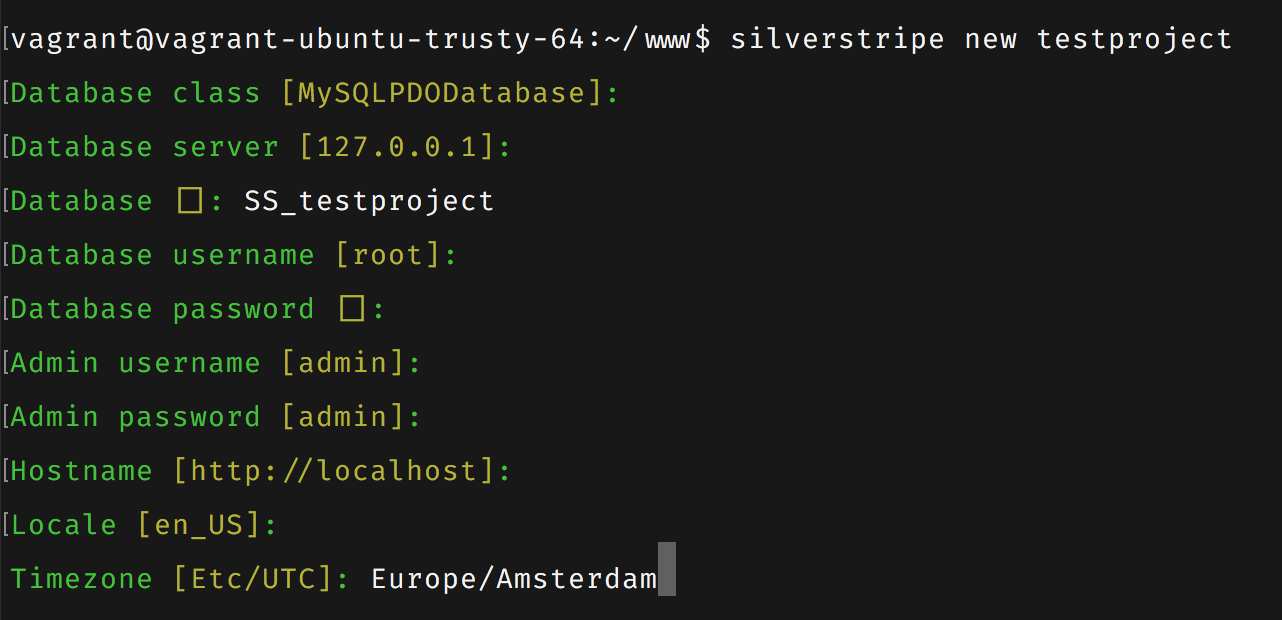 [vagrant@vagrant-ubuntu-trusty-64:~/www$ silverstripe new testproject
[Database class [MySQLPDODatabase]:
[Database server [127.0.0.1]:
[Database []: SS_testproject
[Database username [root]:
[Database password []:
[Admin username [admin]:
[Admin password [admin]:
[Hostname [http://localhost]:
[Locale [en_US]:
Timezone [Etc/UTC]: Europe/Amsterdam